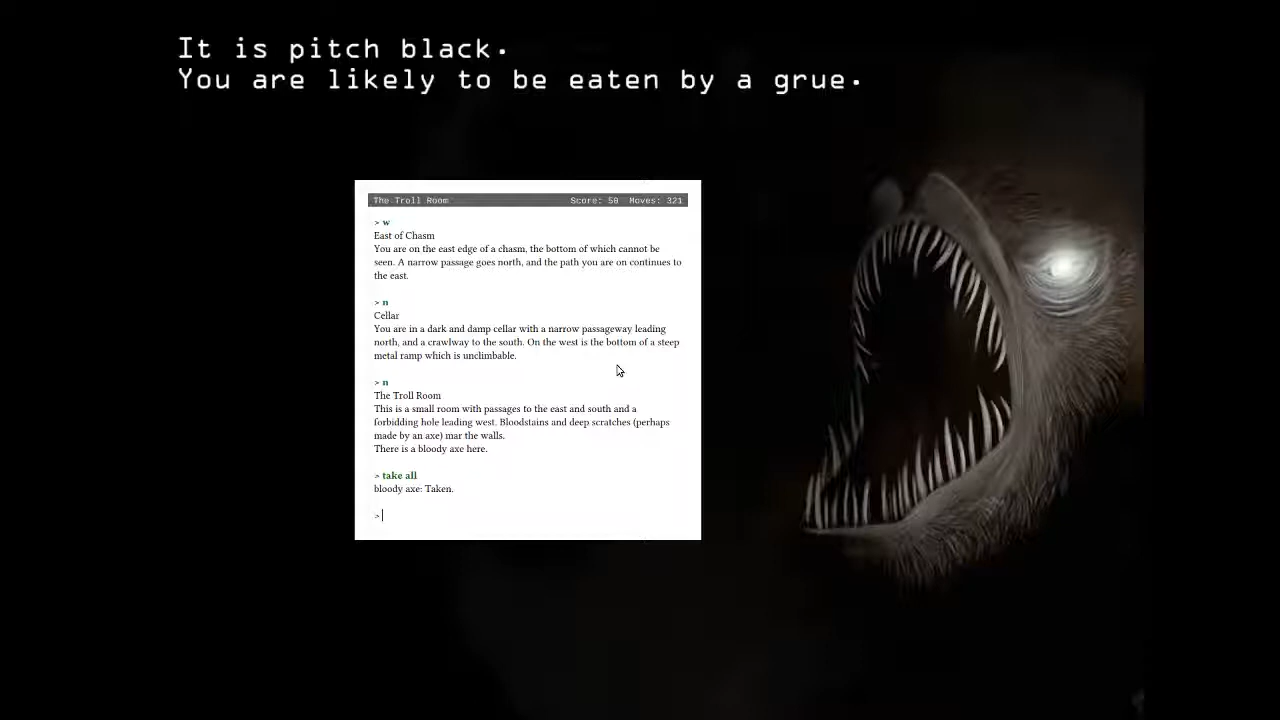 It is pitch black.
You are likely to be eaten by a grue.
The Troll Room Score: 50 Moves: 321
> w
East of Chasm
You are on the east edge of a chasm, the bottom of which cannot be
seen. A narrow passage goes north, and the path you are on continues to
the east.
> n
Cellar
You are in a dark and damp cellar with a narrow passageway leading
north, and a crawlway to the south. On the west is the bottom of a steep
metal ramp which is unclimbable.
> n
The Troll Room
This is a small room with passages to the east and south and a
forbidding hole leading west. Bloodstains and deep scratches (perhaps
made by an axe) mar the walls.
There is a bloody axe here.
> take all
bloody axe: Taken.
>